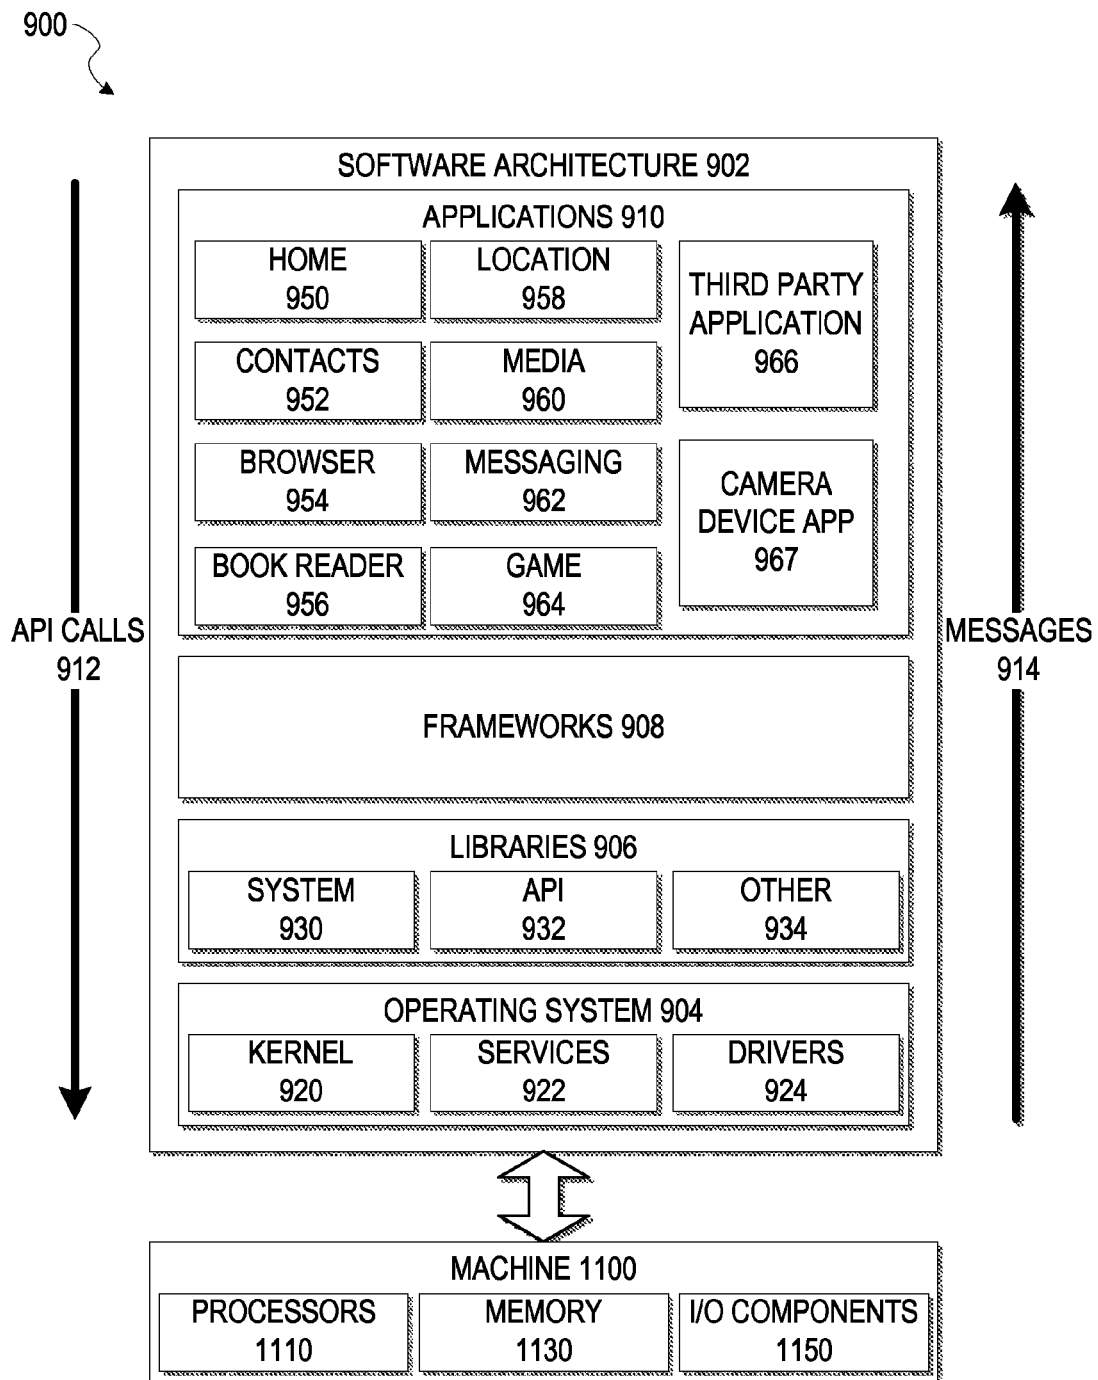 900
SOFTWARE ARCHITECTURE 902
APPLICATIONS 910
HOME
950
LOCATION
958
THIRD PARTY
APPLICATION
966
CONTACTS
952
MEDIA
960
BROWSER
954
MESSAGING
962
CAMERA
DEVICE APP
967
BOOK READER
956
GAME
964
API CALLS
912
MESSAGES
914
FRAMEWORKS 908
LIBRARIES 906
SYSTEM
930
API
932
OTHER
934
OPERATING SYSTEM 904
KERNEL
920
SERVICES
922
DRIVERS
924
MACHINE 1100
PROCESSORS
1110
MEMORY
1130
I/O COMPONENTS
1150